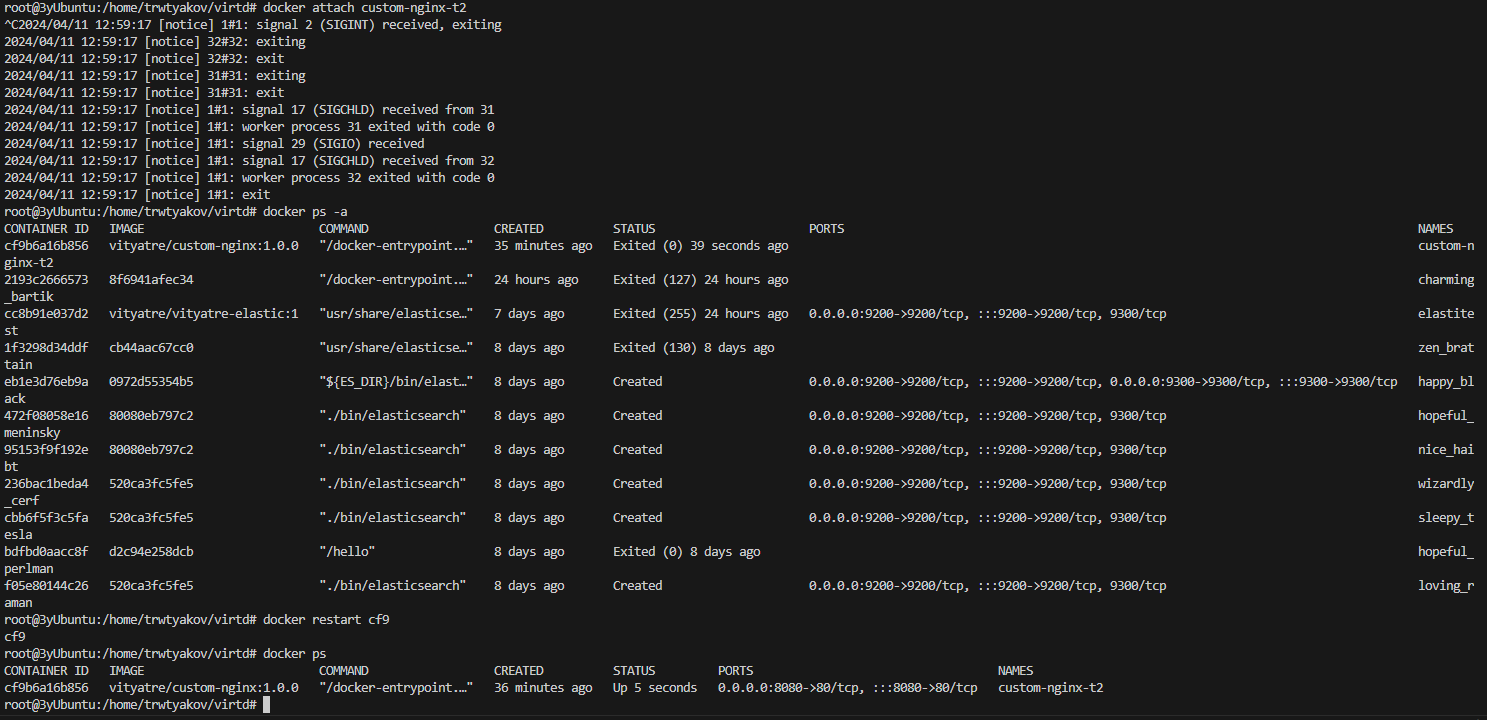 root@3yUbuntu:/home/trwtyakov/virtd# docker attach custom-nginx-t2
^C2024/04/11 12:59:17 [notice] 1#1: signal 2 (SIGINT) received, exiting
2024/04/11 12:59:17 [notice] 32#32: exiting
2024/04/11 12:59:17 [notice] 32#32: exit
2024/04/11 12:59:17 [notice] 31#31: exiting
2024/04/11 12:59:17 [notice] 31#31: exit
2024/04/11 12:59:17 [notice] 1#1: signal 17 (SIGCHLD) received from 31
2024/04/11 12:59:17 [notice] 1#1: worker process 31 exited with code 0
2024/04/11 12:59:17 [notice] 1#1: signal 29 (SIGIO) received
2024/04/11 12:59:17 [notice] 1#1: signal 17 (SIGCHLD) received from 32
2024/04/11 12:59:17 [notice] 1#1: worker process 32 exited with code 0
2024/04/11 12:59:17 [notice] 1#1: exit
root@3yUbuntu:/home/trwtyakov/virtd# docker ps -a
CONTAINER ID   IMAGE                          COMMAND                  CREATED          STATUS                      PORTS                                                                                  NAMES
cf9b6a16b856   vityatre/custom-nginx:1.0.0   "/docker-entrypoint.…"   35 minutes ago   Exited (0) 39 seconds ago                                                                                          custom-n
ginx-t2
2193c2666573   8f6941afec34                   "/docker-entrypoint.…"   24 hours ago     Exited (127) 24 hours ago                                                                                          charming
_bartik
cc8b91e037d2   vityatre/vityatre-elastic:1   "usr/share/elasticse…"   7 days ago       Exited (255) 24 hours ago   0.0.0.0:9200->9200/tcp, :::9200->9200/tcp, 9300/tcp                                    elastite
st
1f3298d34ddf   cb44aac67cc0                   "usr/share/elasticse…"   8 days ago       Exited (130) 8 days ago                                                                                            zen_brat
tain
eb1e3d76eb9a   0972d55354b5                   "${ES_DIR}/bin/elast…"   8 days ago       Created                     0.0.0.0:9200->9200/tcp, :::9200->9200/tcp, 0.0.0.0:9300->9300/tcp, :::9300->9300/tcp   happy_bl
ack
472f08058e16   80080eb797c2                   "./bin/elasticsearch"    8 days ago       Created                     0.0.0.0:9200->9200/tcp, :::9200->9200/tcp, 9300/tcp                                    hopeful_
meninsky
95153f9f192e   80080eb797c2                   "./bin/elasticsearch"    8 days ago       Created                     0.0.0.0:9200->9200/tcp, :::9200->9200/tcp, 9300/tcp                                    nice_hai
bt
236bac1beda4   520ca3fc5fe5                   "./bin/elasticsearch"    8 days ago       Created                     0.0.0.0:9200->9200/tcp, :::9200->9200/tcp, 9300/tcp                                    wizardly
_cerf
cbb6f5f3c5fa   520ca3fc5fe5                   "./bin/elasticsearch"    8 days ago       Created                     0.0.0.0:9200->9200/tcp, :::9200->9200/tcp, 9300/tcp                                    sleepy_t
esla
bdfbd0aacc8f   d2c94e258dcb                   "/hello"                 8 days ago       Exited (0) 8 days ago                                                                                              hopeful_
perlman
f05e80144c26   520ca3fc5fe5                   "./bin/elasticsearch"    8 days ago       Created                     0.0.0.0:9200->9200/tcp, :::9200->9200/tcp, 9300/tcp                                    loving_r
aman
root@3yUbuntu:/home/trwtyakov/virtd# docker restart cf9
cf9
root@3yUbuntu:/home/trwtyakov/virtd# docker ps
CONTAINER ID   IMAGE                          COMMAND                  CREATED          STATUS         PORTS                                   NAMES
cf9b6a16b856   vityatre/custom-nginx:1.0.0   "/docker-entrypoint.…"   36 minutes ago   Up 5 seconds   0.0.0.0:8080->80/tcp, :::8080->80/tcp   custom-nginx-t2
root@3yUbuntu:/home/trwtyakov/virtd#